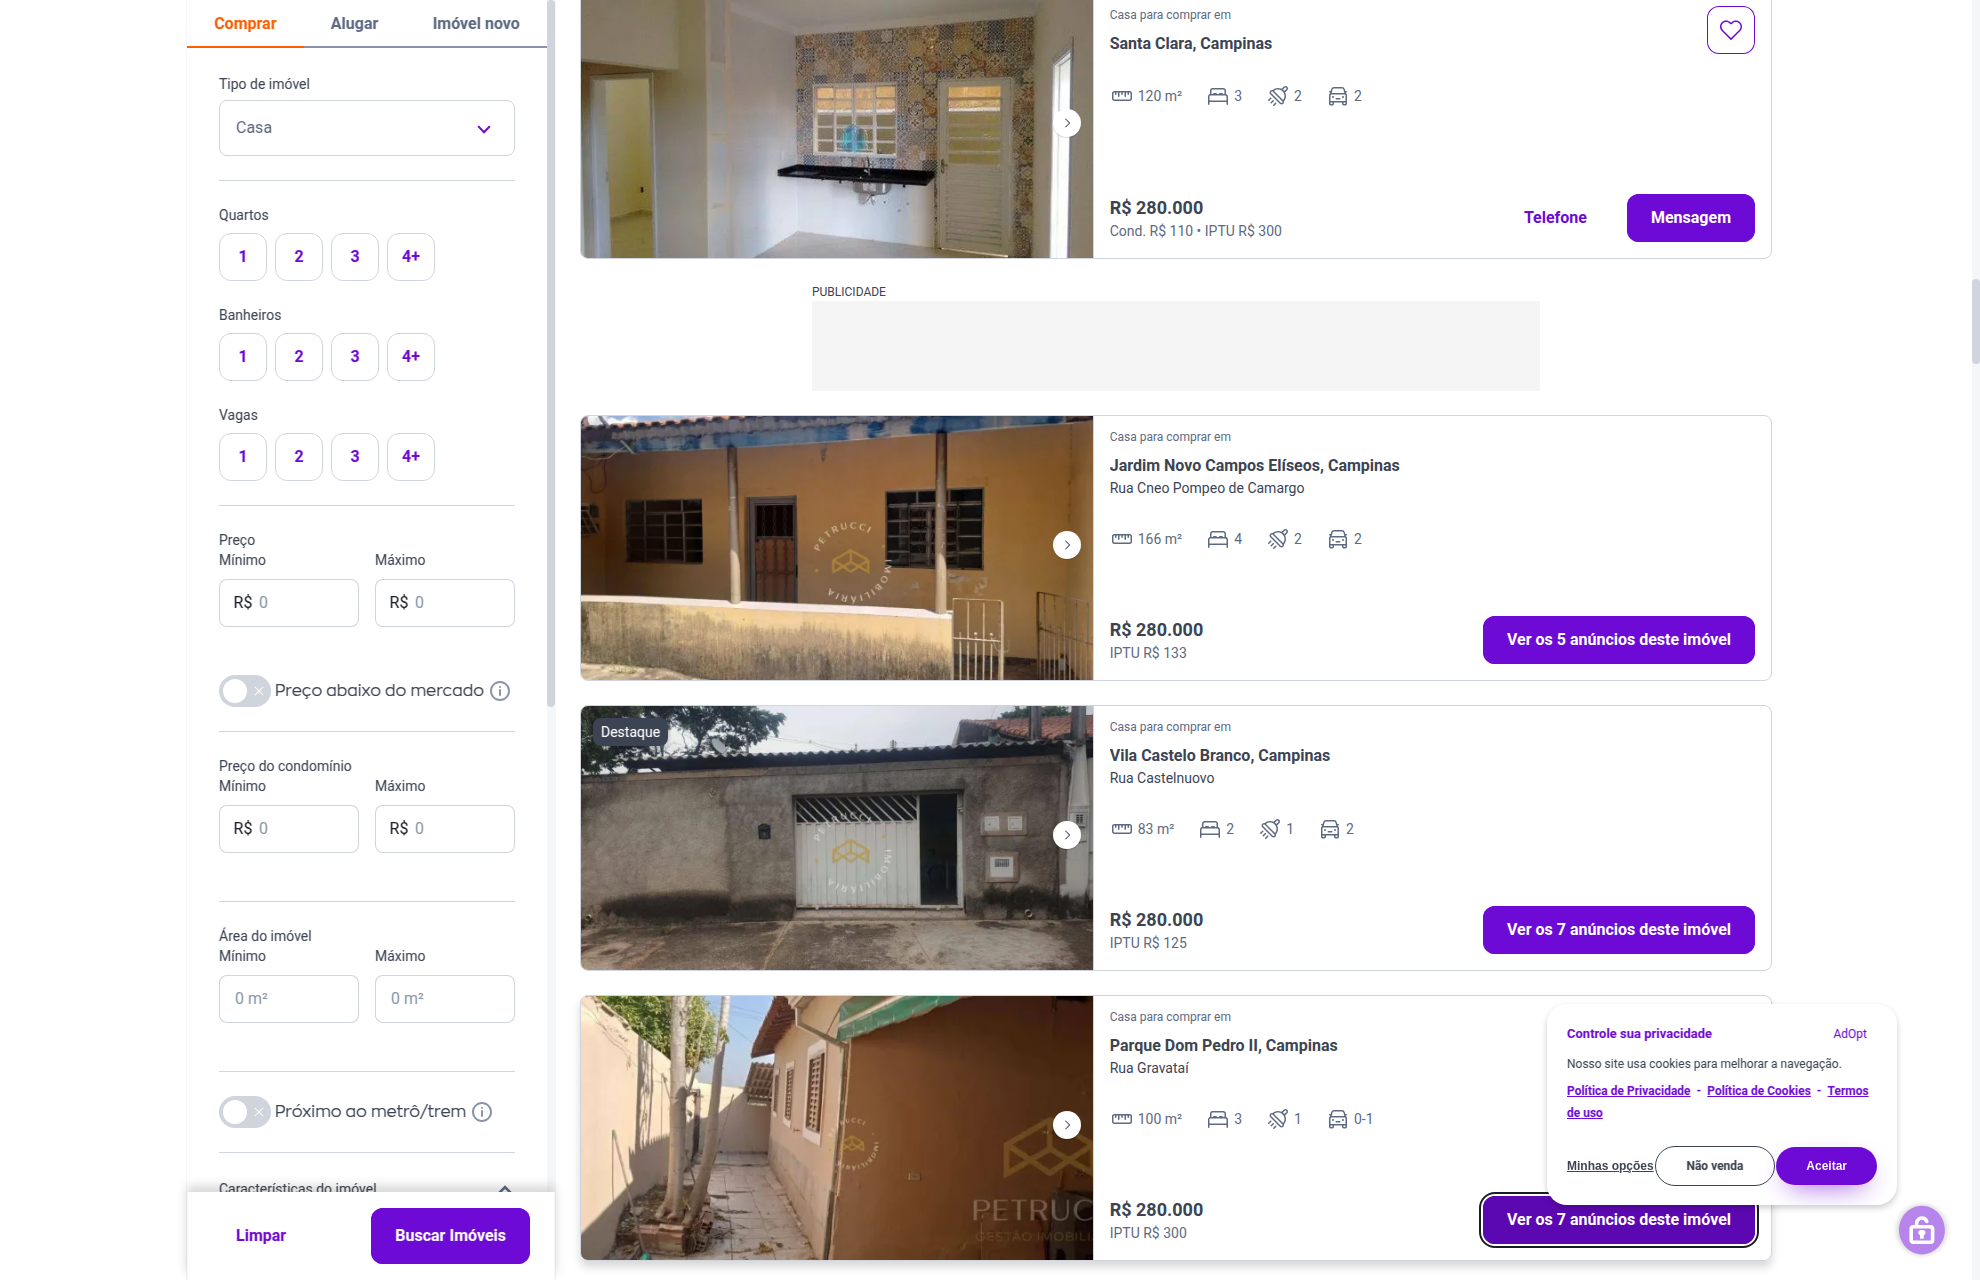 Comprar
Alugar
Imóvel novo
Tipo de imóvel
Casa
Quartos
1
2
3
4+
Banheiros
1
2
3
4+
Vagas
1
2
3
4+
Preço
Mínimo
Máximo
R$ 0
R$ 0
Preço abaixo do mercado
Preço do condomínio
Mínimo
Máximo
R$ 0
R$ 0
Área do imóvel
Mínimo
Máximo
0 m²
0 m²
Próximo ao metrô/trem
Características do imóvel
Limpar
Buscar Imóveis
Casa para comprar em
Santa Clara, Campinas
120 m²
3
2
2
R$ 280.000
Cond. R$ 110 • IPTU R$ 300
Telefone
Mensagem
PUBLICIDADE
PETRUCCI
IMOBILIÁRIA
Casa para comprar em
Jardim Novo Campos Elíseos, Campinas
Rua Cneo Pompeo de Camargo
166 m²
4
2
2
R$ 280.000
IPTU R$ 133
Ver os 5 anúncios deste imóvel
Destaque
PETRUCCI
IMOBILIÁRIA
Casa para comprar em
Vila Castelo Branco, Campinas
Rua Castelnuovo
83 m²
2
1
2
R$ 280.000
IPTU R$ 125
Ver os 7 anúncios deste imóvel
PETRUC
GESTÃO IMOBILI
Casa para comprar em
Parque Dom Pedro II, Campinas
Rua Gravataí
100 m²
3
1
0-1
R$ 280.000
IPTU R$ 300
Ver os 7 anúncios deste imóvel
Controle sua privacidade
AdOpt
Nosso site usa cookies para melhorar a navegação.
Política de Privacidade - Política de Cookies - Termos
de uso
Minhas opções
Não venda
Aceitar